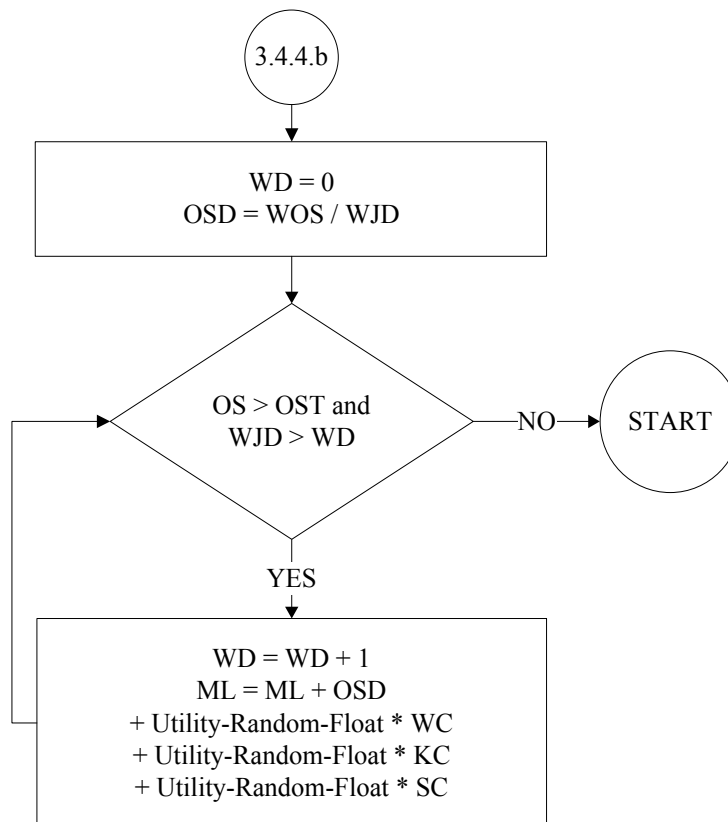 3.4.4.b
WD = 0
OSD = WOS / WJD
OS > OST and
WJD > WD
NO
START
YES
WD = WD + 1
ML = ML + OSD
+ Utility-Random-Float * WC
+ Utility-Random-Float * KC
+ Utility-Random-Float * SC